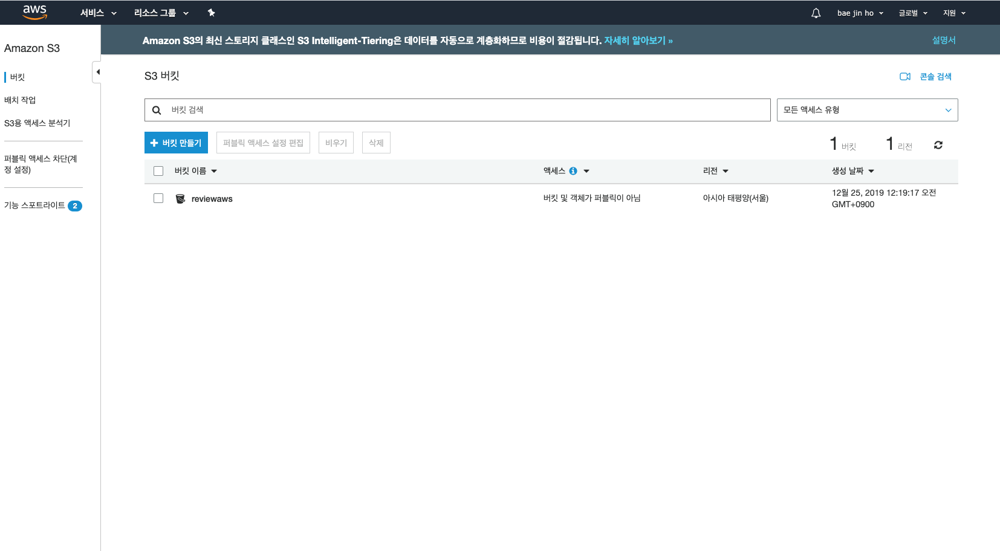 aws 서비스 리소스 그룹 bae jin ho 글로벌 지원
Amazon S3의 최신 스토리지 클래스인 S3 Intelligent-Tiering은 데이터를 자동으로 계층화하므로 비용이 절감됩니다. 자세히 알아보기 » 설명서
Amazon S3
버킷
배치 작업
S3용 액세스 분석기
퍼블릭 액세스 차단(계
정 설정)
기능 스포트라이트 2
S3 버킷 콘솔 검색
버킷 검색 모든 액세스 유형
버킷 만들기 퍼블릭 액세스 설정 편집 비우기 삭제 1 버킷 1 리전
버킷 이름 액세스 리전 생성 날짜
reviewaws 버킷 및 객체가 퍼블릭이 아님 아시아 태평양(서울) 12월 25, 2019 12:19:17 오전
GMT+0900